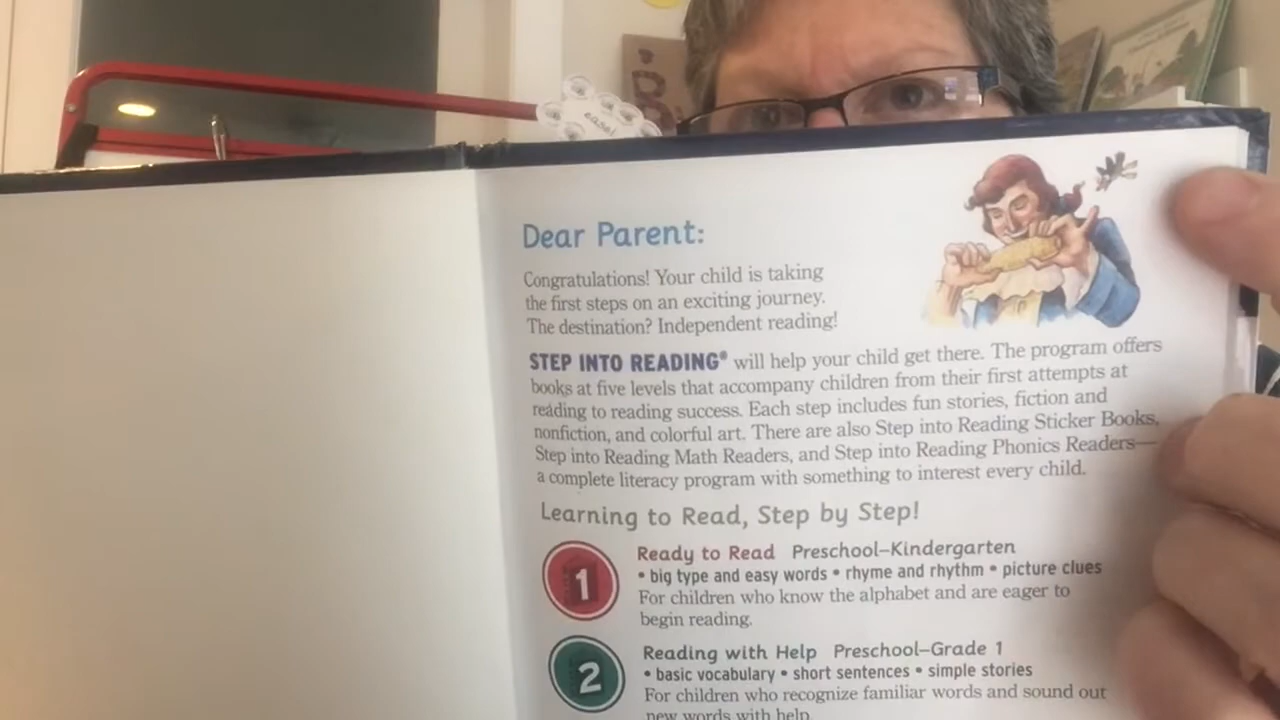 easel
Dear Parent:
Congratulations! Your child is taking
the first steps on an exciting journey.
The destination? Independent reading!
STEP INTO READING® will help your child get there. The program offers
books at five levels that accompany children from their first attempts at
reading to reading success. Each step includes fun stories, fiction and
nonfiction, and colorful art. There are also Step into Reading Sticker Books,
Step into Reading Math Readers, and Step into Reading Phonics Readers—
a complete literacy program with something to interest every child.
Learning to Read, Step by Step!
1
Ready to Read Preschool–Kindergarten
• big type and easy words • rhyme and rhythm • picture clues
For children who know the alphabet and are eager to
begin reading.
2
Reading with Help Preschool–Grade 1
• basic vocabulary • short sentences • simple stories
For children who recognize familiar words and sound out
new words with help.